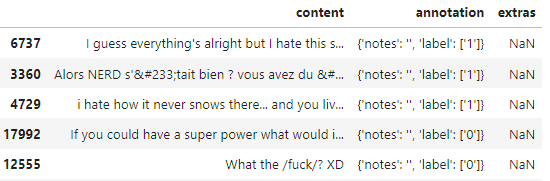 content annotation extras
6737 I guess everything's alright but I hate this s... {'notes': '', 'label': ['1']} NaN
3360 Alors NERD s'&#233;tait bien ? vous avez du &#... {'notes': '', 'label': ['1']} NaN
4729 i hate how it never snows there... and you liv... {'notes': '', 'label': ['1']} NaN
17992 If you could have a super power what would i... {'notes': '', 'label': ['0']} NaN
12555 What the /fuck/? XD {'notes': '', 'label': ['0']} NaN